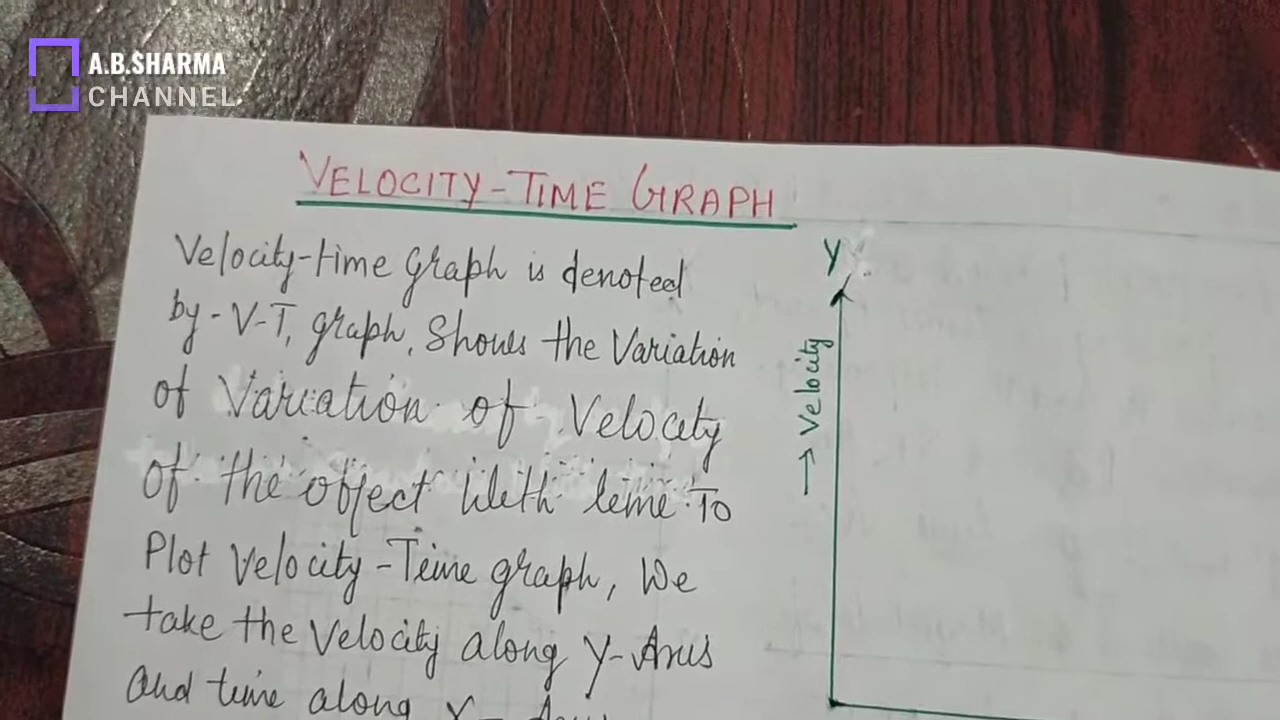 A.B.SHARMA
CHANNEL
VELOCITY-TIME GRAPH
Velocity-time Graph is denoted
by- V-T, graph, Shows the Variation
of Variation of Velocity
of the object With time To
Plot Velocity-Time graph, We
take the Velocity along Y-Axis
and time along X-Axis
Y
→ Velocity